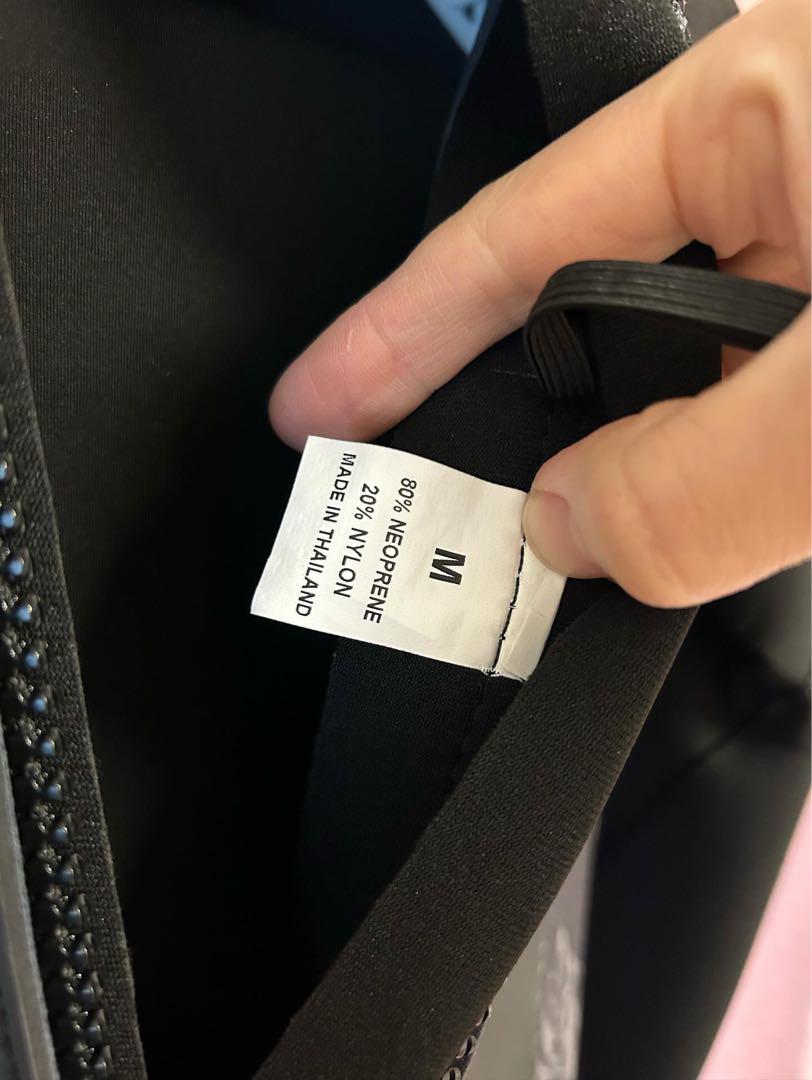 M
80% NEOPRENE
20% NYLON
MADE IN THAILAND